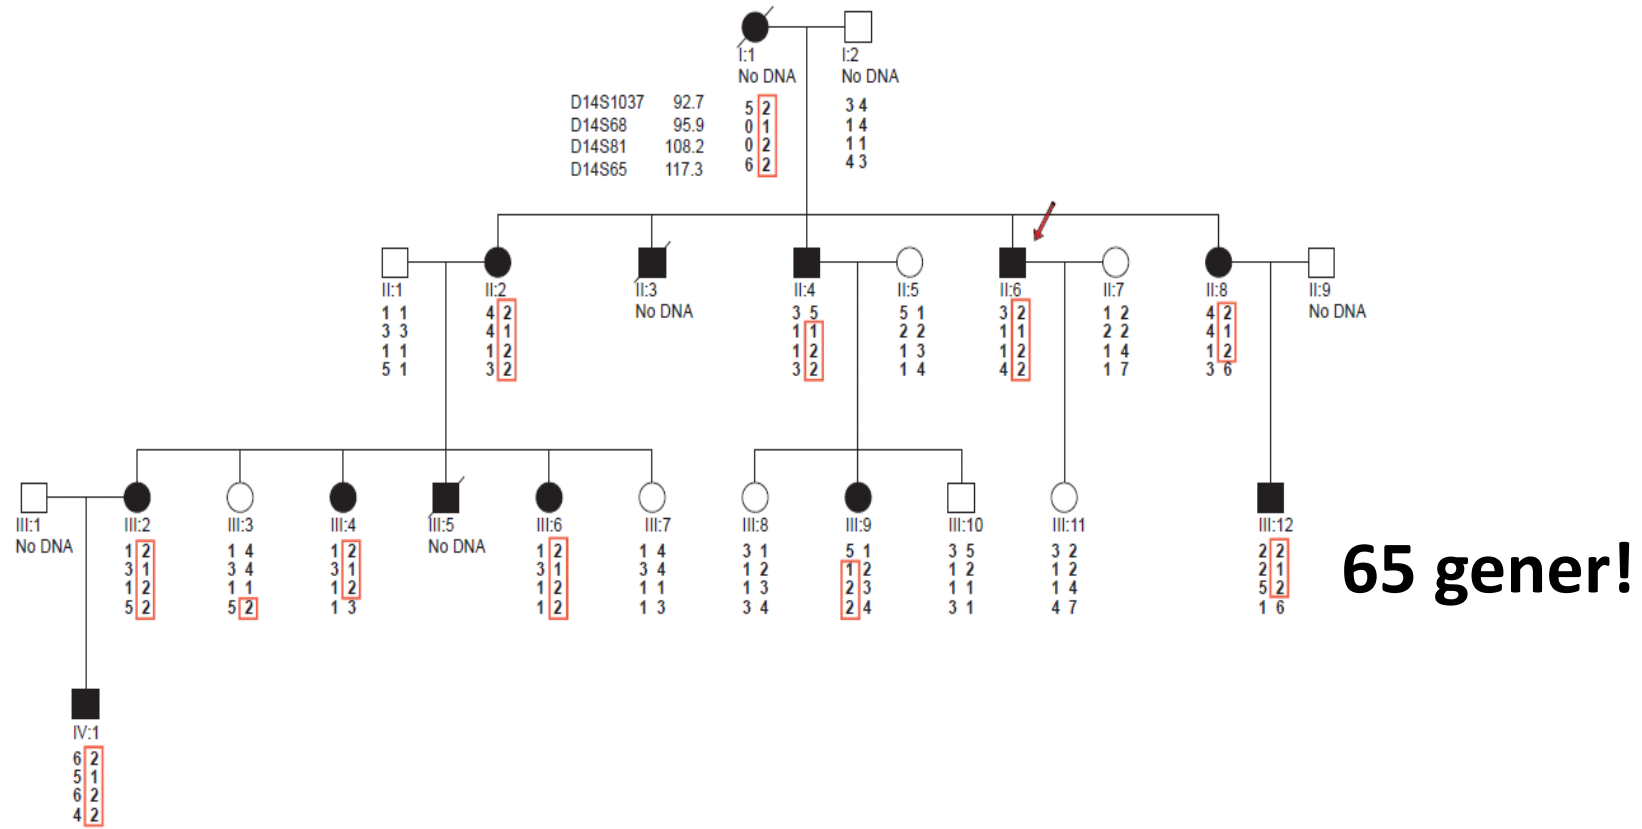 I:1 I:2
No DNA No DNA
D14S1037 92.7 5 2 3 4
D14S68 95.9 0 1 1 4
D14S81 108.2 0 2 1 1
D14S65 117.3 6 2 4 3
II:1 II:2 II:3 II:4 II:5 II:6 II:7 II:8 II:9
1 1 4 2 No DNA 3 5 5 1 3 2 1 2 4 2 No DNA
3 3 4 1 1 1 2 2 1 1 2 2 4 1
1 1 1 2 1 2 1 3 1 2 1 4 1 2
5 1 3 2 3 2 1 4 4 2 1 7 3 6
III:1 III:2 III:3 III:4 III:5 III:6 III:7 III:8 III:9 III:10 III:11 III:12
No DNA 1 2 1 4 1 2 No DNA 1 2 1 4 3 1 5 1 3 5 3 2 2 2
3 1 3 4 3 1 3 1 3 4 1 2 1 2 1 2 1 2 2 1
1 2 1 1 1 2 1 2 1 1 1 3 2 3 1 1 1 4 5 2
5 2 5 2 1 3 1 2 1 3 3 4 2 4 3 1 4 7 1 6
65 gener!
IV:1
6 2
5 1
6 2
4 2